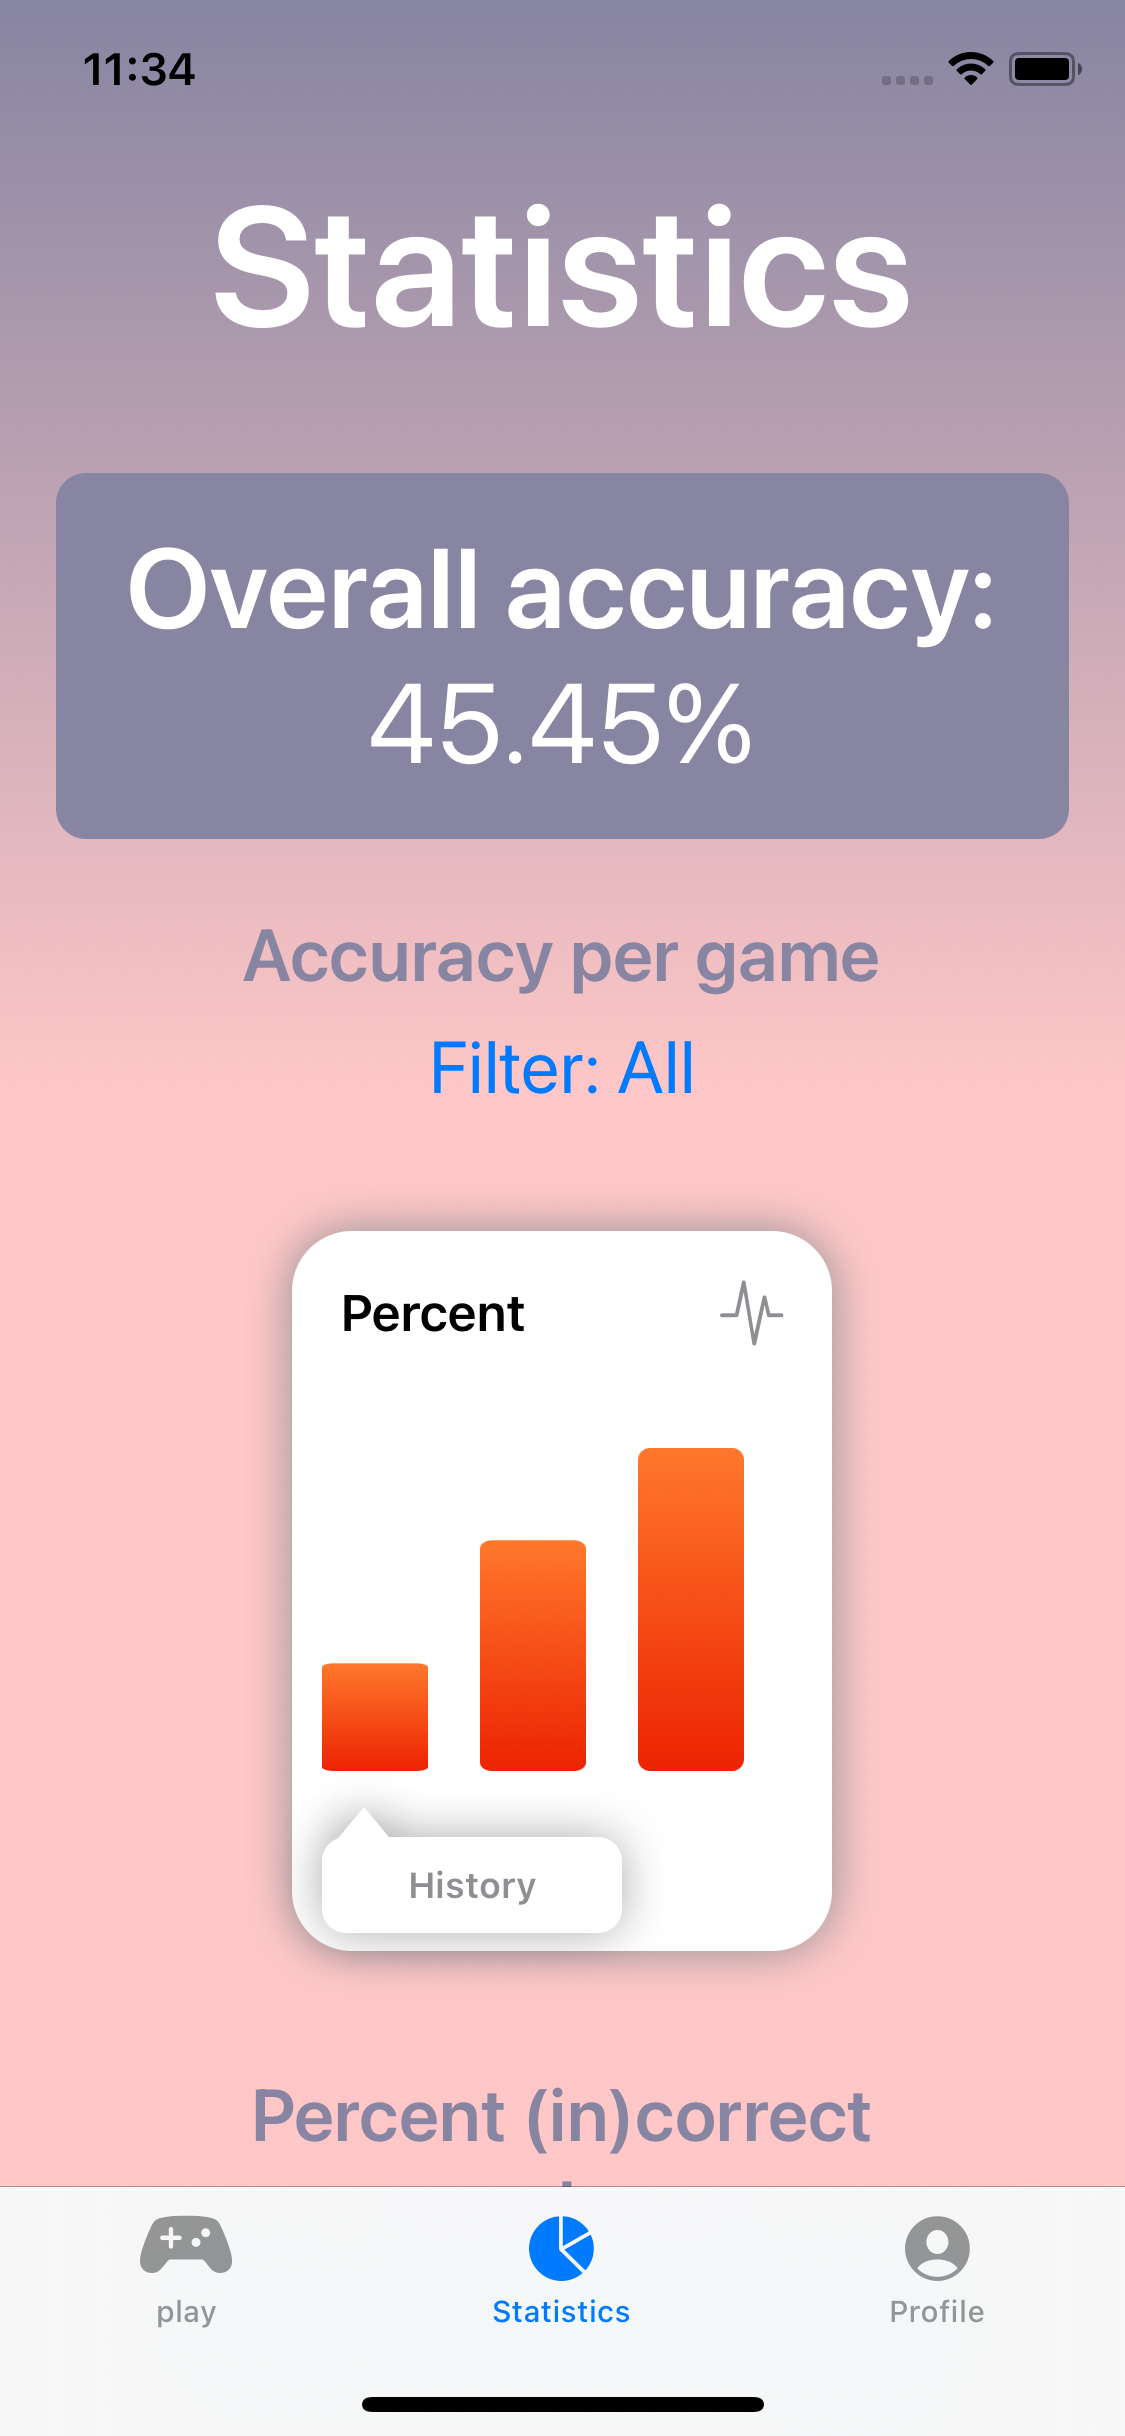 11:34
Statistics
Overall accuracy:
45.45%
Accuracy per game
Filter: All
Percent
History
Percent (in)correct
play
Statistics
Profile